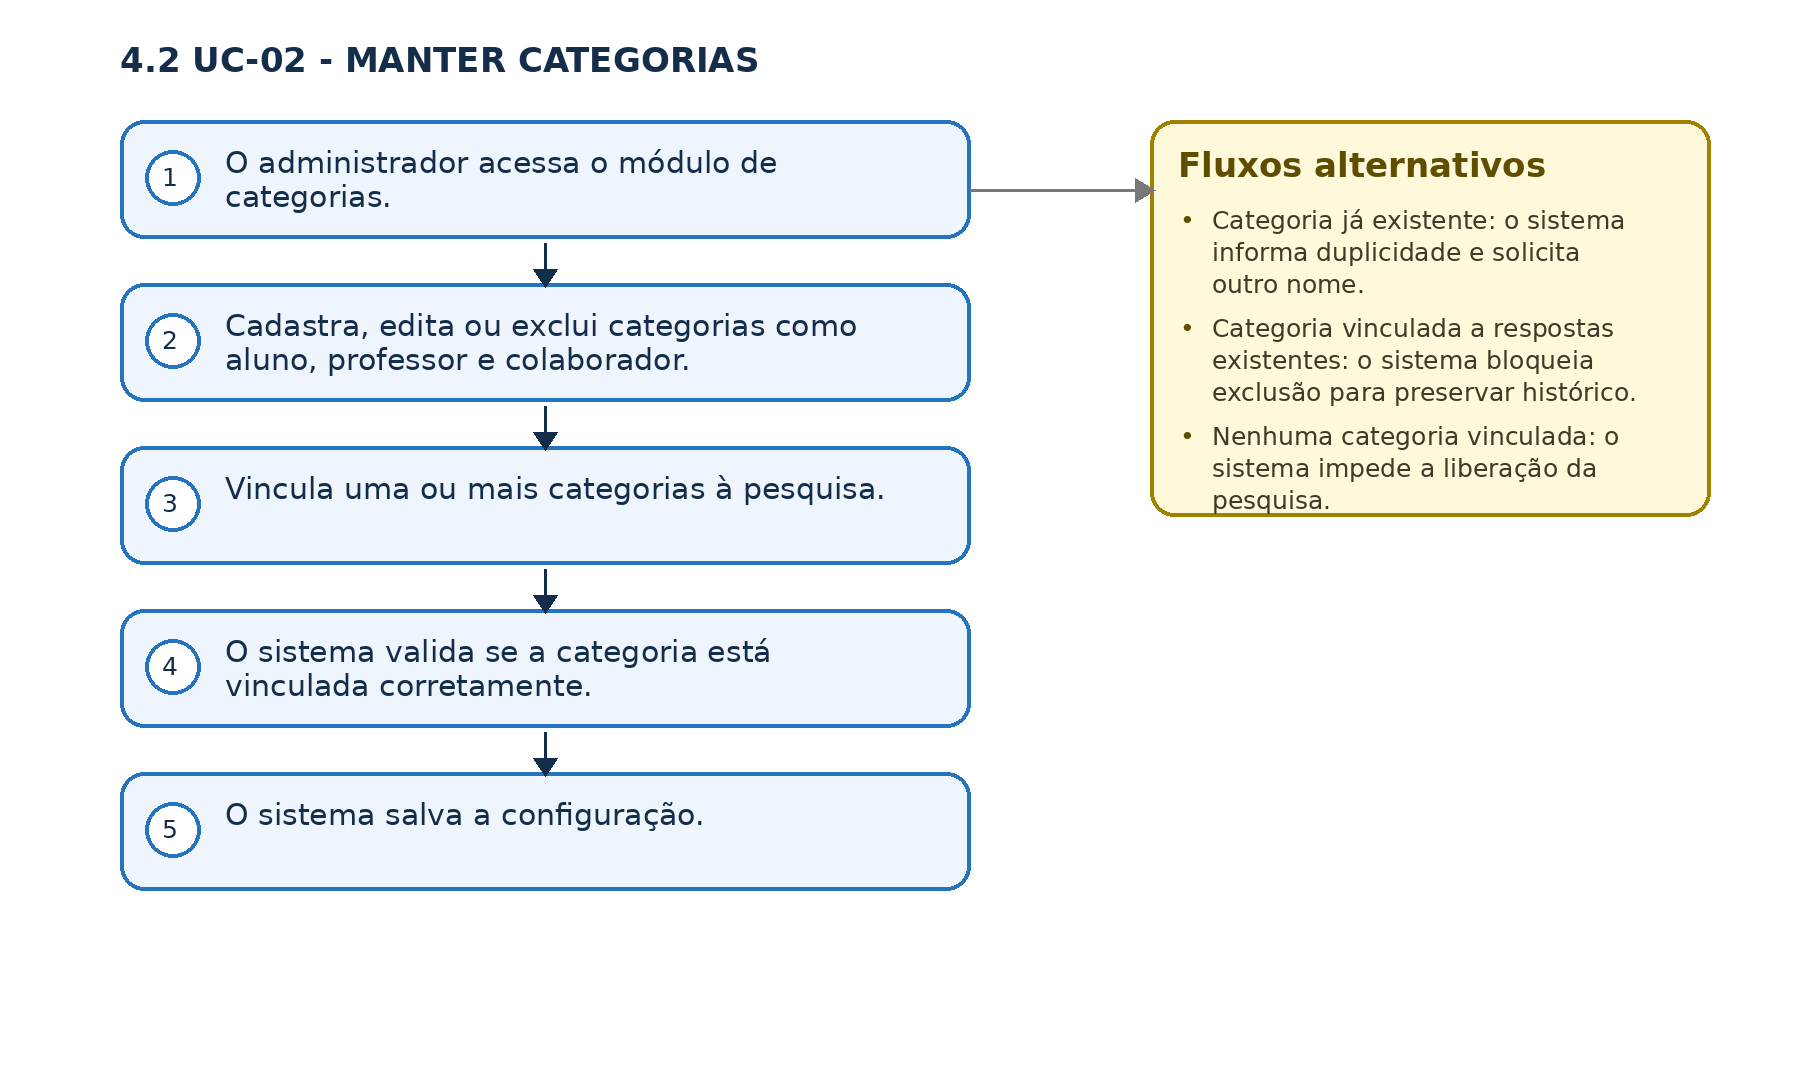 4.2 UC-02 - MANTER CATEGORIAS
1
O administrador acessa o módulo de
categorias.
2
Cadastra, edita ou exclui categorias como
aluno, professor e colaborador.
3
Vincula uma ou mais categorias à pesquisa.
4
O sistema valida se a categoria está
vinculada corretamente.
5
O sistema salva a configuração.
Fluxos alternativos
• Categoria já existente: o sistema
informa duplicidade e solicita
outro nome.
• Categoria vinculada a respostas
existentes: o sistema bloqueia
exclusão para preservar histórico.
• Nenhuma categoria vinculada: o
sistema impede a liberação da
pesquisa.